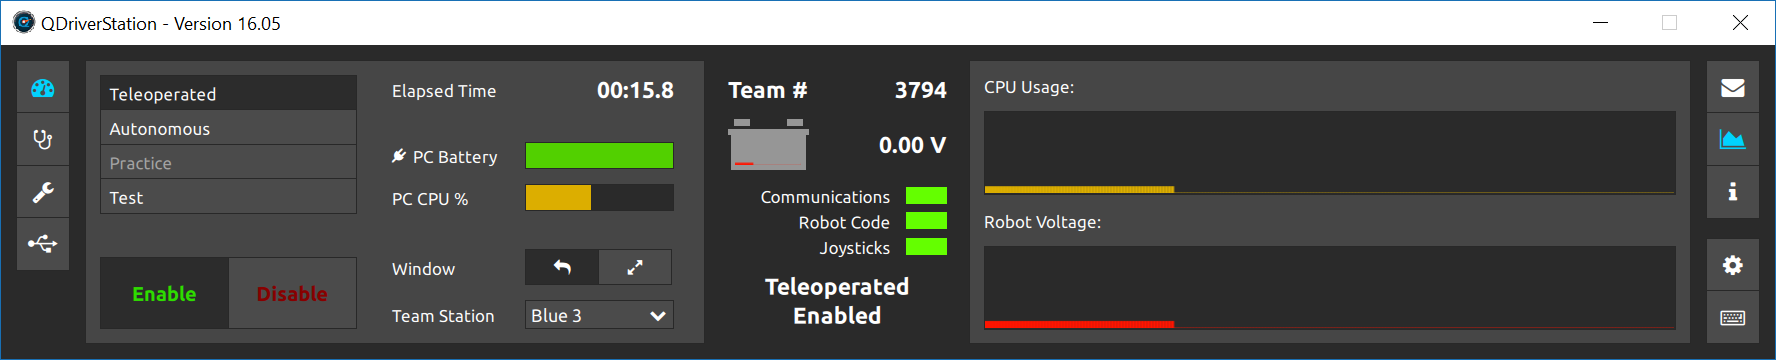 QDriverStation - Version 16.05
Teleoperated
Autonomous
Practice
Test
Enable
Disable
Elapsed Time 00:15.8
PC Battery
PC CPU %
Window
Team Station Blue 3
Team # 3794
0.00 V
Communications
Robot Code
Joysticks
Teleoperated
Enabled
CPU Usage:
Robot Voltage: